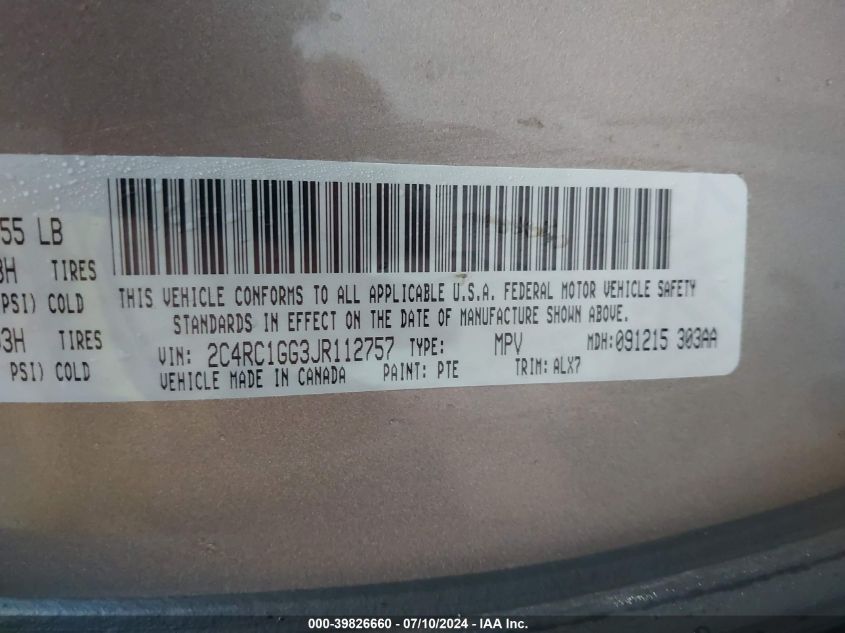 55 LB
3H TIRES
PSI) COLD
33H TIRES
PSI) COLD
THIS VEHICLE CONFORMS TO ALL APPLICABLE U.S.A. FEDERAL MOTOR VEHICLE SAFETY
STANDARDS IN EFFECT ON THE DATE OF MANUFACTURE SHOWN ABOVE.
VIN: 2C4RC1GG3JR112757 TYPE: MPV MDH:091215 303AA
VEHICLE MADE IN CANADA PAINT: PTE TRIM: ALX7
000-39826660 - 07/10/2024 - IAA Inc.